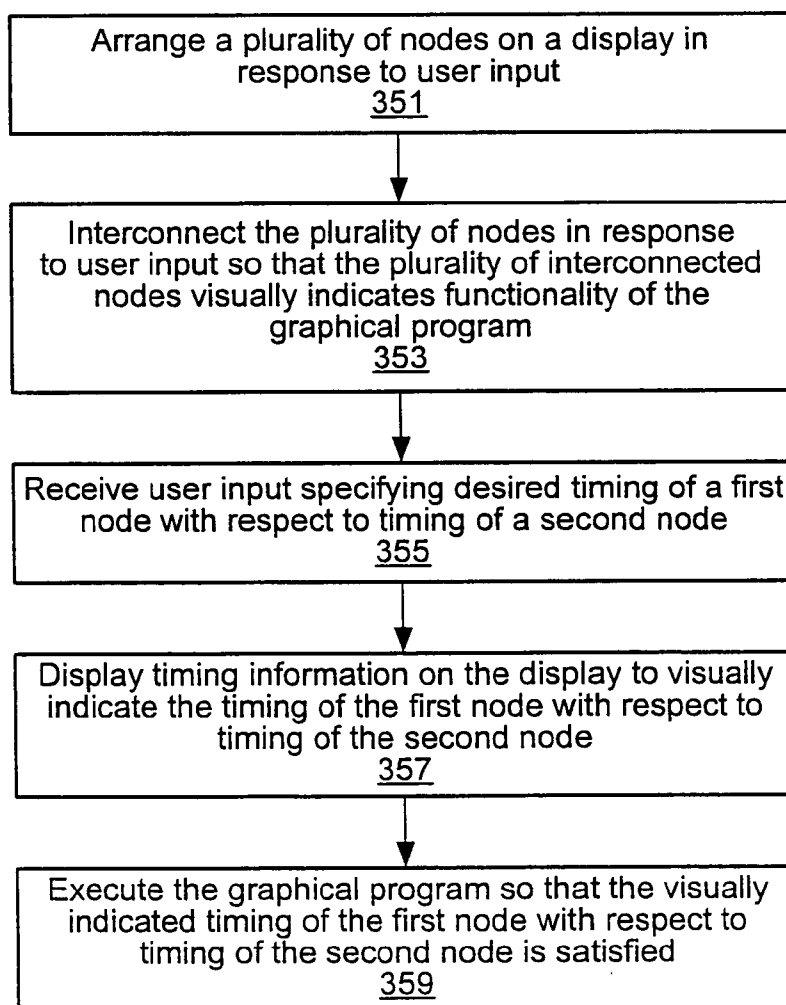 Arrange a plurality of nodes on a display in
response to user input
351
Interconnect the plurality of nodes in response
to user input so that the plurality of interconnected
nodes visually indicates functionality of the
graphical program
353
Receive user input specifying desired timing of a first
node with respect to timing of a second node
355
Display timing information on the display to visually
indicate the timing of the first node with respect to
timing of the second node
357
Execute the graphical program so that the visually
indicated timing of the first node with respect to
timing of the second node is satisfied
359